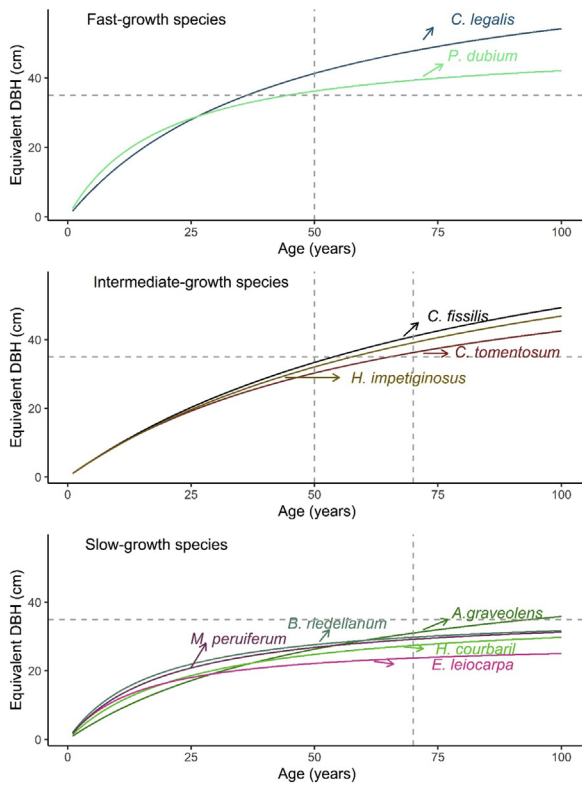 Fast-growth species
C. legalis
P. dubium
Equivalent DBH (cm)
40
20
0
0 25 50 75 100
Age (years)
Intermediate-growth species
C. fissilis
C. tomentosum
H. impetiginosus
Equivalent DBH (cm)
40
20
0
0 25 50 75 100
Age (years)
Slow-growth species
A.graveolens
B. riedelianum
M. peruiferum
H. courbaril
E. leiocarpa
Equivalent DBH (cm)
40
20
0
0 25 50 75 100
Age (years)